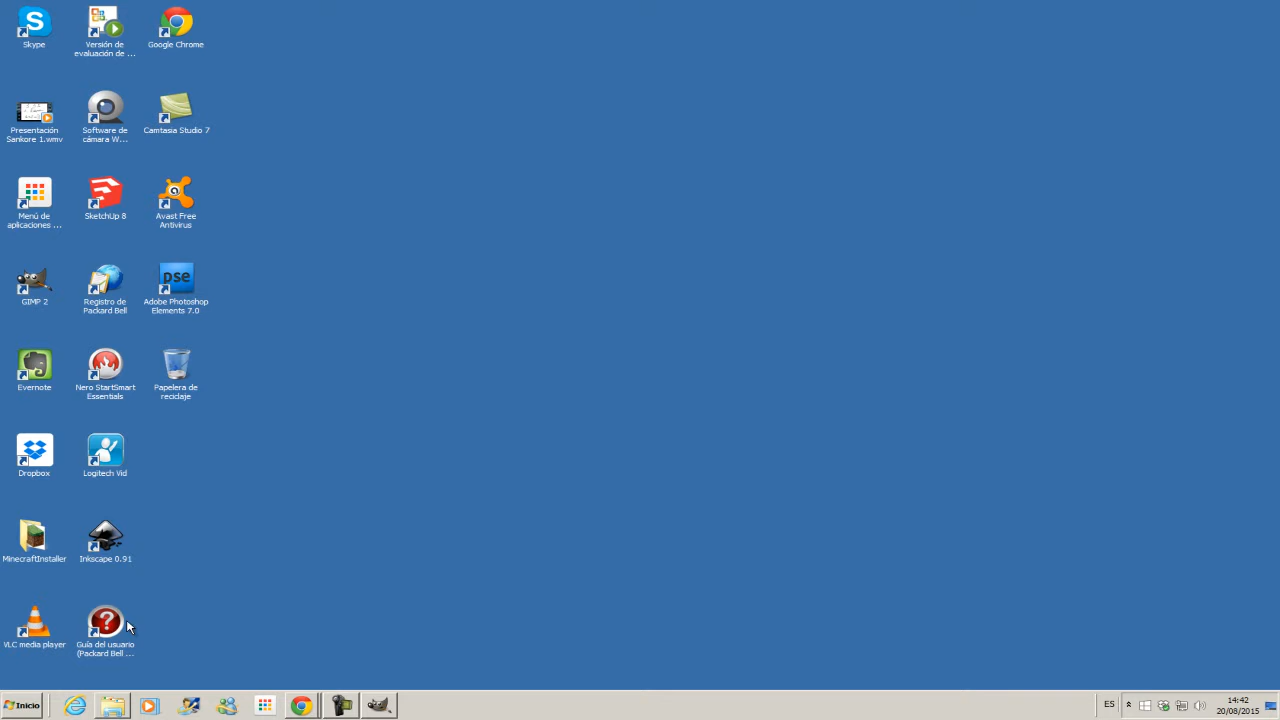 Skype
Versión de
evaluación de ...
Google Chrome
Presentación
Sankore 1.wmv
Software de
cámara W...
Camtasia Studio 7
Menú de
aplicaciones ...
SketchUp 8
Avast Free
Antivirus
GIMP 2
Registro de
Packard Bell
pse
Adobe Photoshop
Elements 7.0
Evernote
Nero StartSmart
Essentials
Papelera de
reciclaje
Dropbox
Logitech Vid
MinecraftInstaller
Inkscape 0.91
VLC media player
Guía del usuario
(Packard Bell ...
Inicio
ES
14:42
20/08/2015